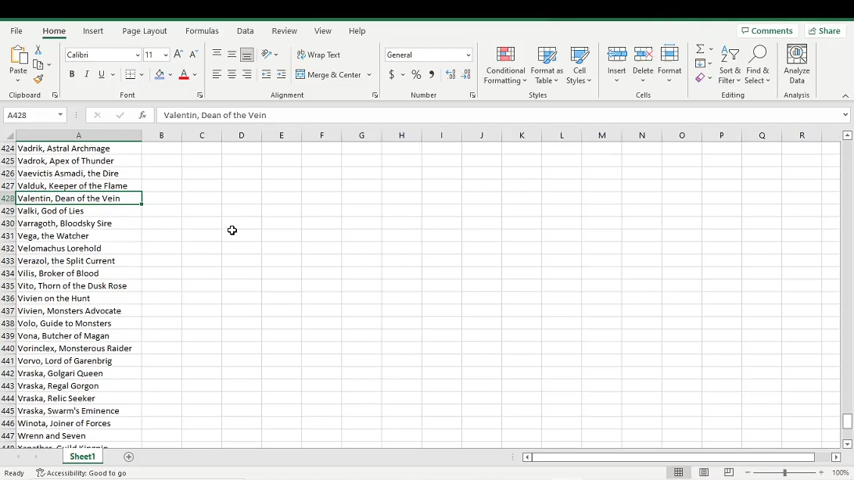 File Home Insert Page Layout Formulas Data Review View Help Comments Share
Calibri 11 A A Wrap Text General
Paste B I U A Merge & Center $ % 9 Conditional Formatting Format as Table Cell Styles Insert Delete Format Sort & Filter Find & Select Analyze Data
Clipboard Font Alignment Number Styles Cells Editing Analysis
A428 fx Valentin, Dean of the Vein
A B C D E F G H I J K L M N O P Q R
424 Vadrik, Astral Archmage
425 Vadrok, Apex of Thunder
426 Vaevictis Asmadi, the Dire
427 Valduk, Keeper of the Flame
428 Valentin, Dean of the Vein
429 Valki, God of Lies
430 Varragoth, Bloodsky Sire
431 Vega, the Watcher
432 Velomachus Lorehold
433 Verazol, the Split Current
434 Vilis, Broker of Blood
435 Vito, Thorn of the Dusk Rose
436 Vivien on the Hunt
437 Vivien, Monsters Advocate
438 Volo, Guide to Monsters
439 Vona, Butcher of Magan
440 Vorinclex, Monsterous Raider
441 Vorvo, Lord of Garenbrig
442 Vraska, Golgari Queen
443 Vraska, Regal Gorgon
444 Vraska, Relic Seeker
445 Vraska, Swarm's Eminence
446 Winota, Joiner of Forces
447 Wrenn and Seven
448 Xanathar, Guild Kingpin
Sheet1
Ready Accessibility: Good to go 100%